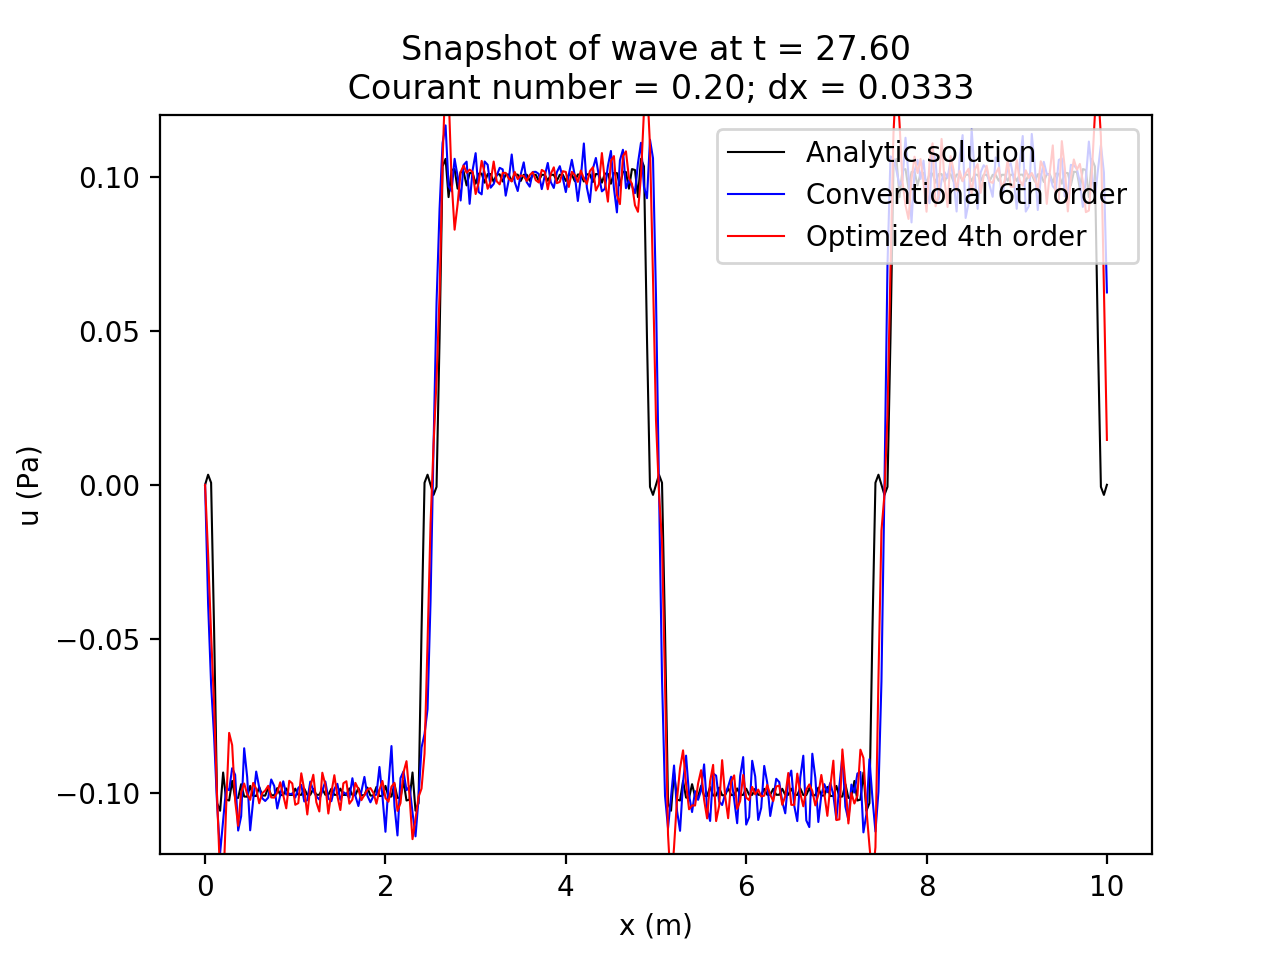 Snapshot of wave at t = 27.60
Courant number = 0.20; dx = 0.0333
Analytic solution
Conventional 6th order
Optimized 4th order
0.10
0.05
0.00
−0.05
−0.10
u (Pa)
0 2 4 6 8 10
x (m)